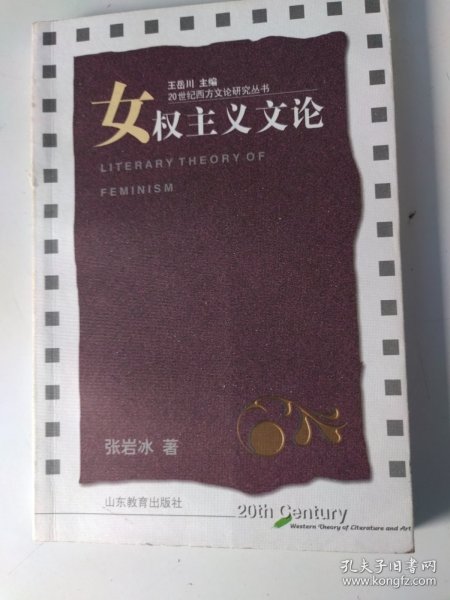 王岳川 主编
20世纪西方文论研究丛书
女权主义文论
LITERARY THEORY OF
FEMINISM
张岩冰 著
山东教育出版社
20th Century
Western Theory of Literature and Art
孔夫子旧书网
www.kongfz.com